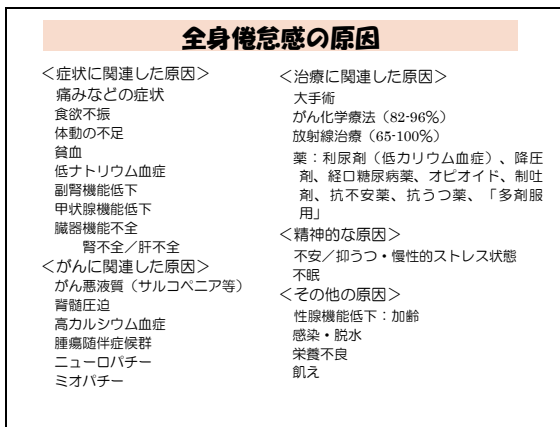 全身倦怠感の原因
＜症状に関連した原因＞
痛みなどの症状
食欲不振
体動の不足
貧血
低ナトリウム血症
副腎機能低下
甲状腺機能低下
臓器機能不全
腎不全／肝不全
＜がんに関連した原因＞
がん悪液質（サルコペニア等）
脊髄圧迫
高カルシウム血症
腫瘍随伴症候群
ニューロパチー
ミオパチー
＜治療に関連した原因＞
大手術
がん化学療法（82-96％）
放射線治療（65-100％）
薬：利尿剤（低カリウム血症）、降圧
剤、経口糖尿病薬、オピオイド、制吐
剤、抗不安薬、抗うつ薬、「多剤服
用」
＜精神的な原因＞
不安／抑うつ・慢性的ストレス状態
不眠
＜その他の原因＞
性腺機能低下：加齢
感染・脱水
栄養不良
飢え